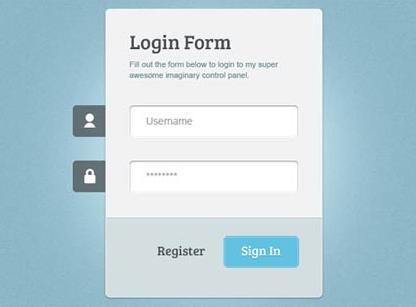 Login Form
Fill out the form below to login to my super
awesome imaginary control panel.
Username
********
Register
Sign In